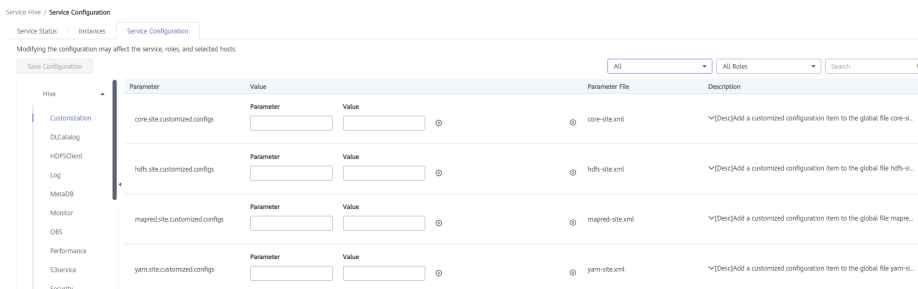 Service Hive / Service Configuration
Service Status Instances Service Configuration
Modifying the configuration may affect the service, roles, and selected hosts.
Save Configuration All All Roles Search
Hive Parameter Value Parameter File Description
Parameter Value
Customization core.site.customized.configs core-site.xml [Desc]Add a customized configuration item to the global file core-si...
DLCatalog
HDFSClient Parameter Value
Log hdfs.site.customized.configs hdfs-site.xml [Desc]Add a customized configuration item to the global file hdfs-si...
MetaDB
Monitor Parameter Value
mapred.site.customized.configs mapred-site.xml [Desc]Add a customized configuration item to the global file mapre...
OBS
Performance Parameter Value
S3service yarn.site.customized.configs yarn-site.xml [Desc]Add a customized configuration item to the global file yarn-si...
Security